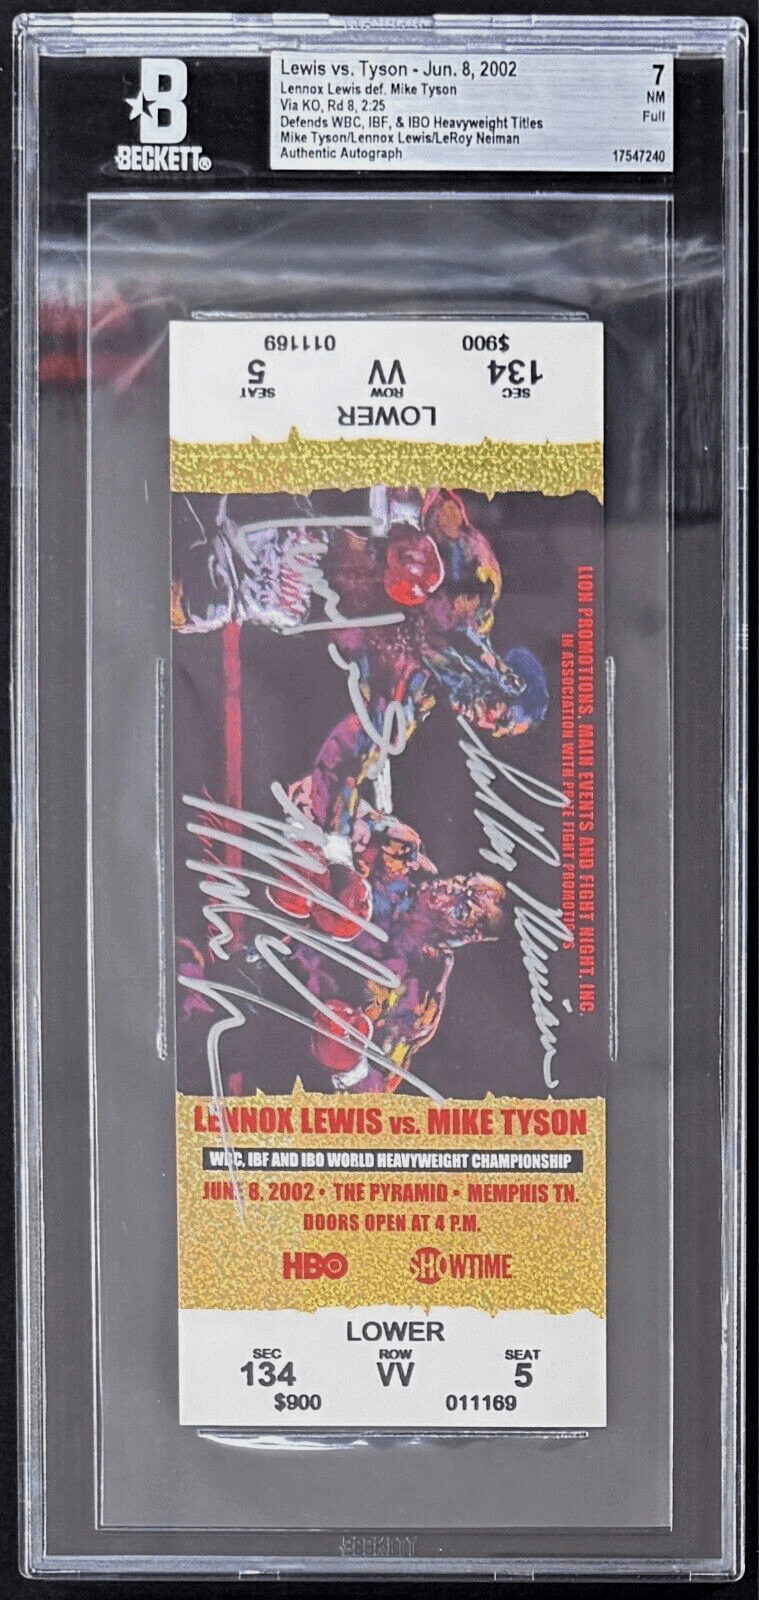 B
BECKETT®
Lewis vs. Tyson - Jun. 8, 2002
Lennox Lewis def. Mike Tyson
Via KO, Rd 8, 2:25
Defends WBC, IBF, & IBO Heavyweight Titles
Mike Tyson/Lennox Lewis/LeRoy Neiman
Authentic Autograph
7
NM
Full
17547240
$900 011169
SEC 134 ROW VV SEAT 5
LOWER
LION PROMOTIONS, MAIN EVENTS AND FIGHT NIGHT, INC.
IN ASSOCIATION WITH PRIZE FIGHT PROMOTIONS
LeRoy Neiman
LENNOX LEWIS vs. MIKE TYSON
WBC, IBF AND IBO WORLD HEAVYWEIGHT CHAMPIONSHIP
JUNE 8, 2002 • THE PYRAMID • MEMPHIS TN.
DOORS OPEN AT 4 P.M.
HBO SHOWTIME
LOWER
SEC ROW SEAT
134 VV 5
$900 011169
BECKETT